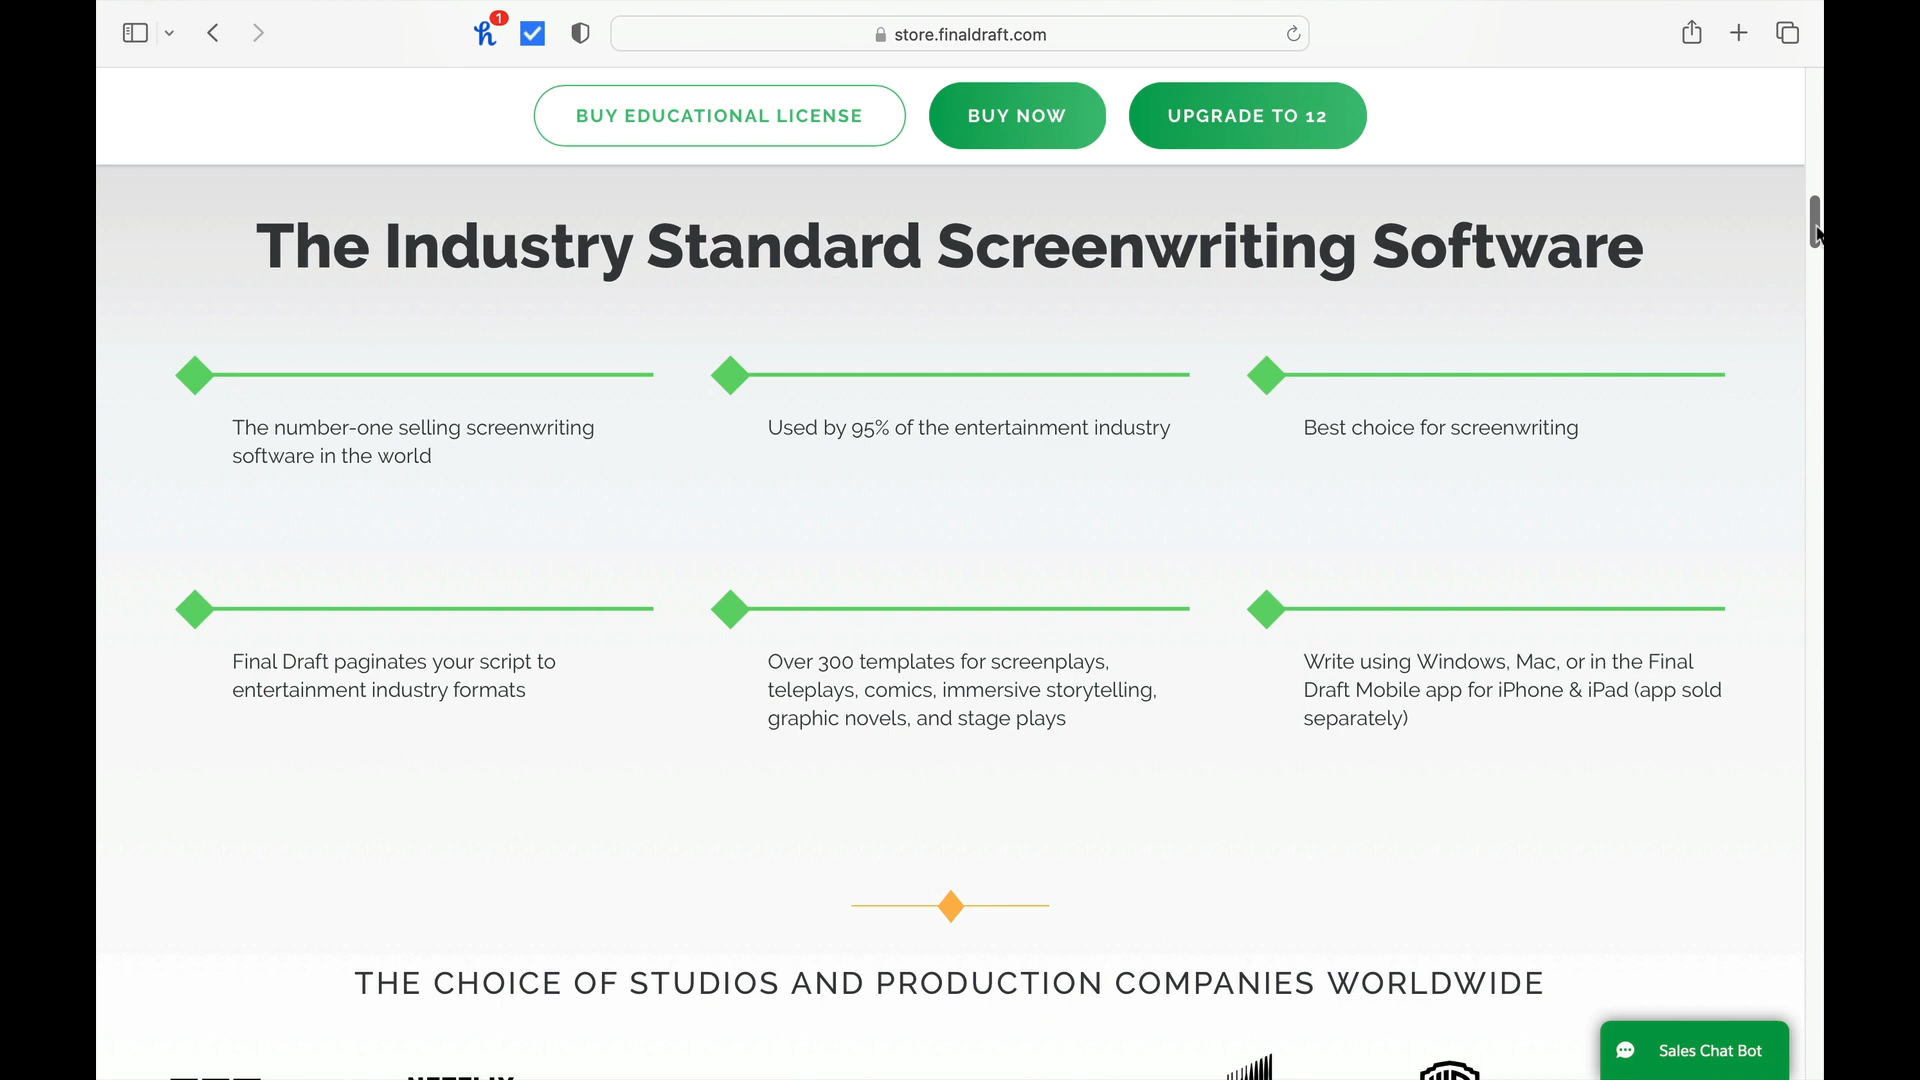 1
store.finaldraft.com
BUY EDUCATIONAL LICENSE
BUY NOW
UPGRADE TO 12
The Industry Standard Screenwriting Software
The number-one selling screenwriting
software in the world
Used by 95% of the entertainment industry
Best choice for screenwriting
Final Draft paginates your script to
entertainment industry formats
Over 300 templates for screenplays,
teleplays, comics, immersive storytelling,
graphic novels, and stage plays
Write using Windows, Mac, or in the Final
Draft Mobile app for iPhone & iPad (app sold
separately)
THE CHOICE OF STUDIOS AND PRODUCTION COMPANIES WORLDWIDE
Sales Chat Bot
NETFLIX